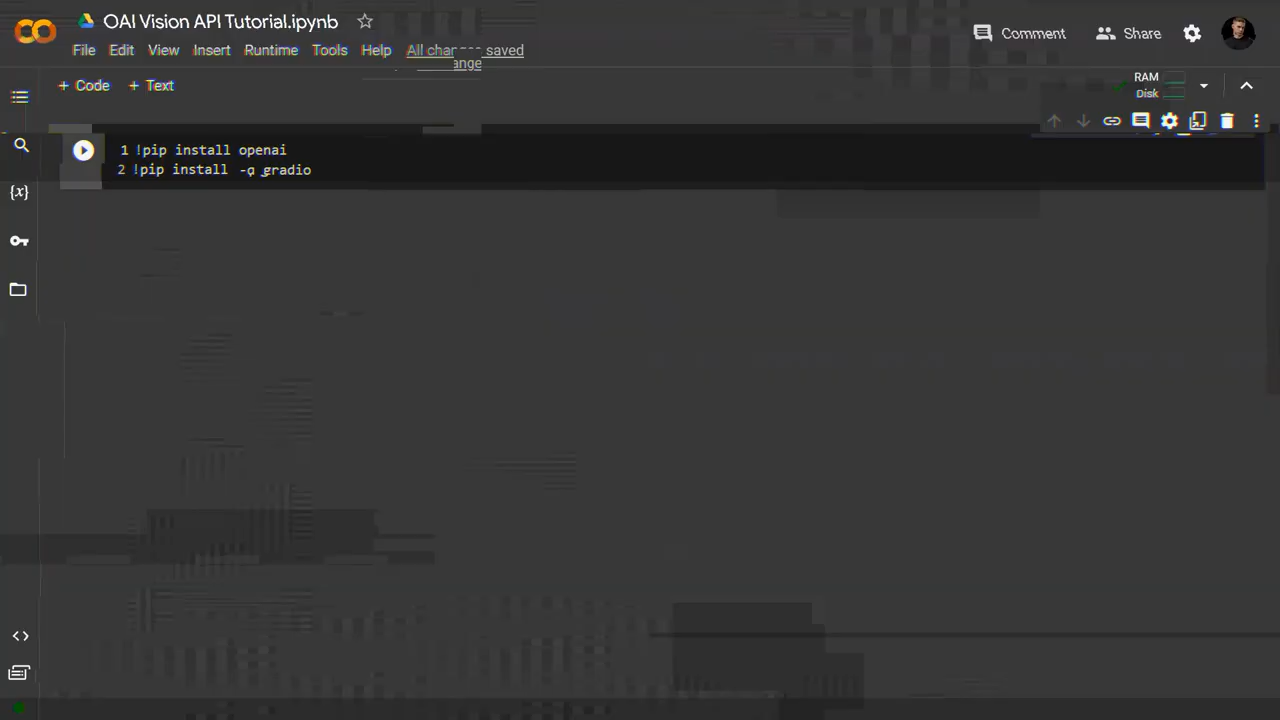 OAI Vision API Tutorial.ipynb
Comment
Share
File Edit View Insert Runtime Tools Help All saved
+ Code + Text
RAM
Disk
1 !pip install openai
2 !pip install -q gradio
{x}